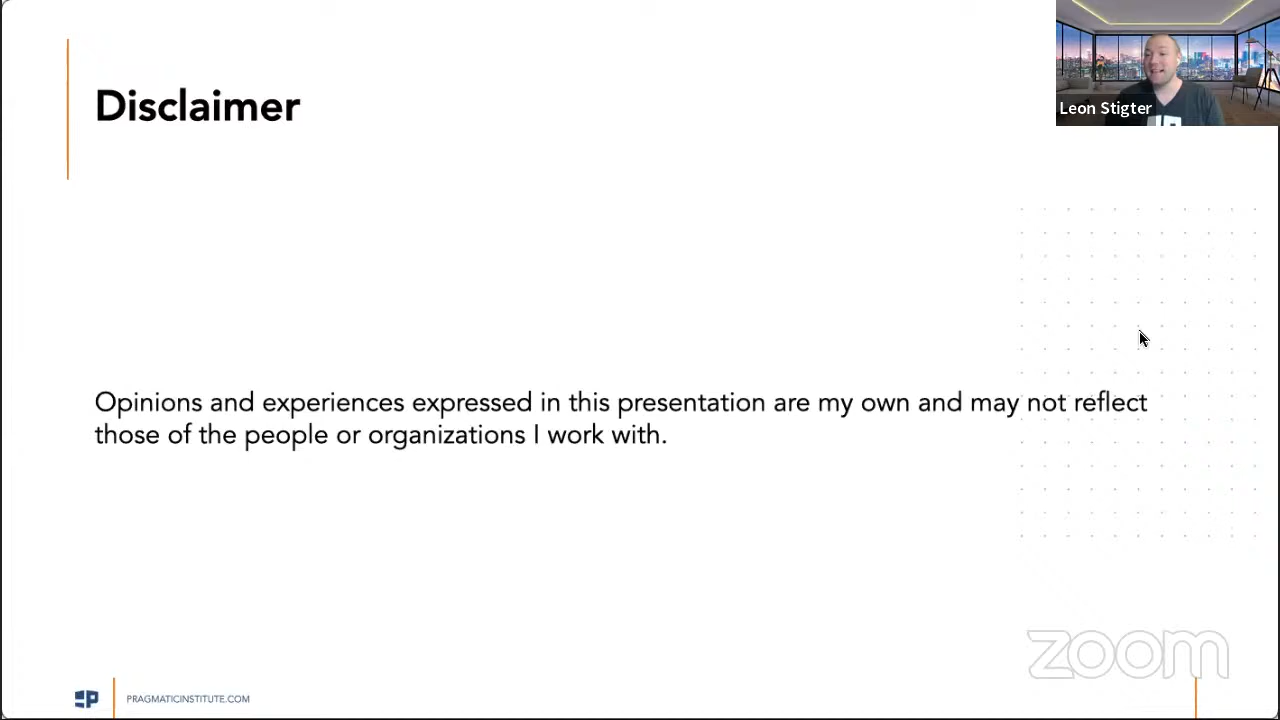 Disclaimer
Leon Stigter
Opinions and experiences expressed in this presentation are my own and may not reflect
those of the people or organizations I work with.
zoom
PRAGMATICINSTITUTE.COM